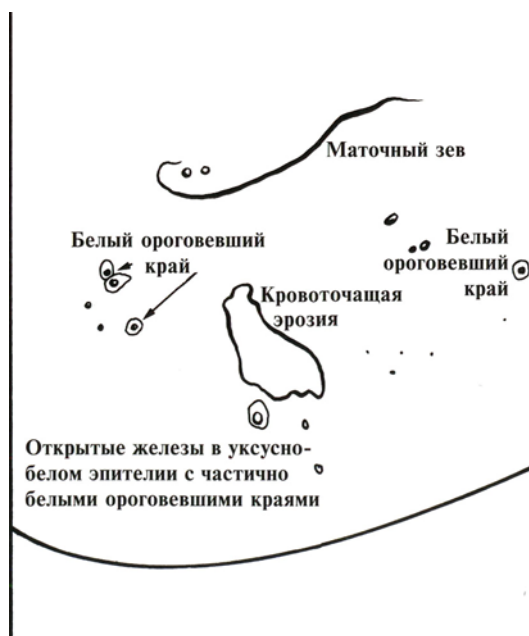 Маточный зев
Белый ороговевший
край
Белый
ороговевший
край
Кровоточащая
эрозия
Открытые железы в уксусно-
белом эпителии с частично
белыми ороговевшими краями